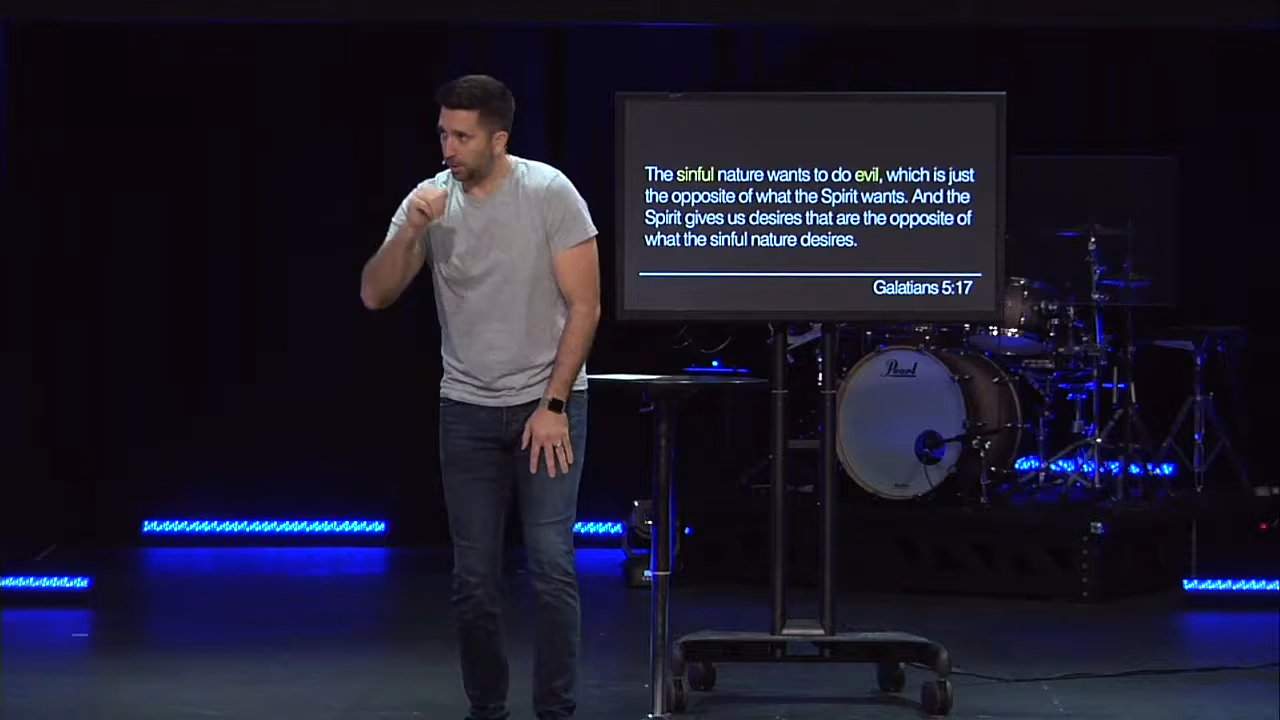 The sinful nature wants to do evil, which is just
the opposite of what the Spirit wants. And the
Spirit gives us desires that are the opposite of
what the sinful nature desires.
Galatians 5:17
Pearl